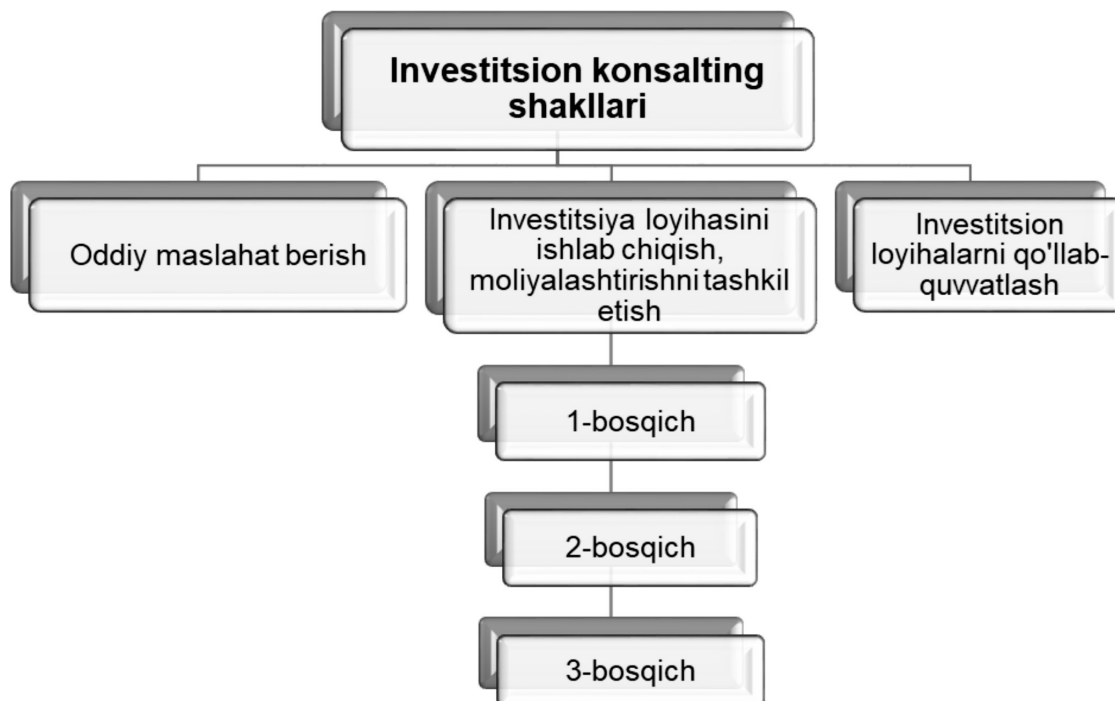 Investitsion konsalting
shakllari
Oddiy maslahat berish
Investitsiya loyihasini
ishlab chiqish,
moliyalashtirishni tashkil
etish
Investitsion
loyihalarni qo'llab-
quvvatlash
1-bosqich
2-bosqich
3-bosqich